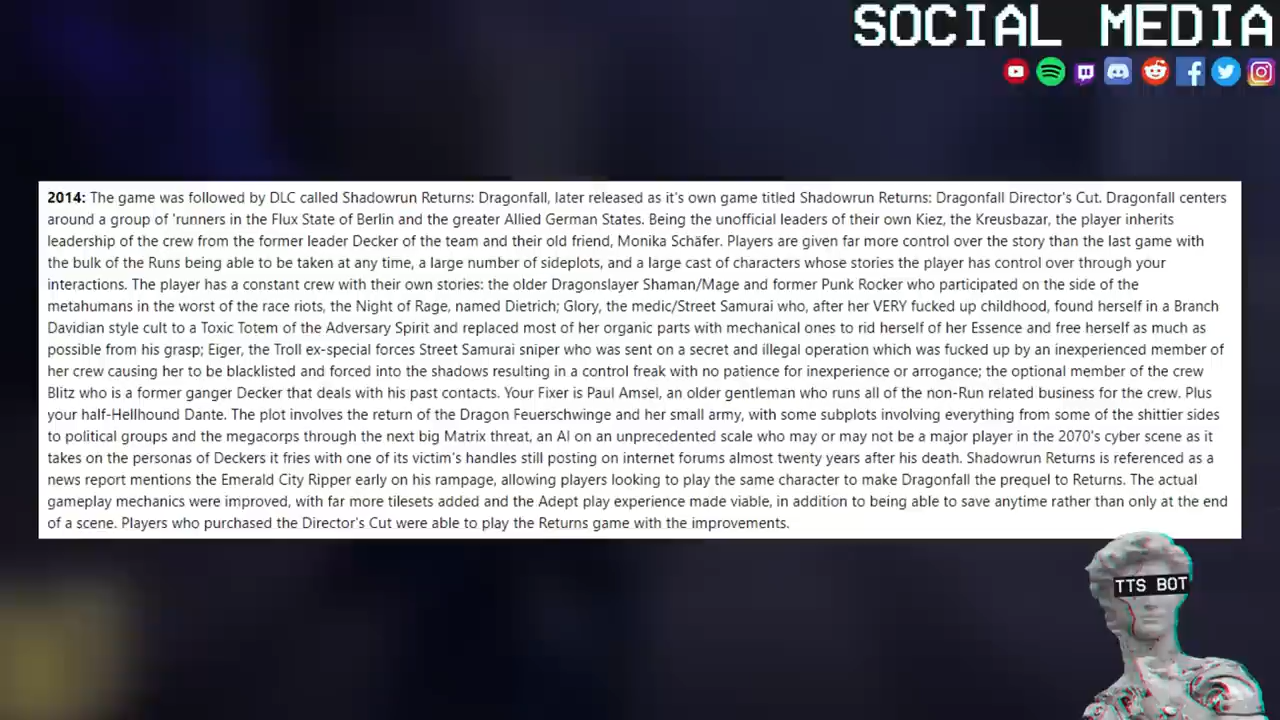 SOCIAL MEDIA
2014: The game was followed by DLC called Shadowrun Returns: Dragonfall, later released as it's own game titled Shadowrun Returns: Dragonfall Director's Cut. Dragonfall centers
around a group of 'runners in the Flux State of Berlin and the greater Allied German States. Being the unofficial leaders of their own Kiez, the Kreusbazar, the player inherits
leadership of the crew from the former leader Decker of the team and their old friend, Monika Schäfer. Players are given far more control over the story than the last game with
the bulk of the Runs being able to be taken at any time, a large number of sideplots, and a large cast of characters whose stories the player has control over through your
interactions. The player has a constant crew with their own stories: the older Dragonslayer Shaman/Mage and former Punk Rocker who participated on the side of the
metahumans in the worst of the race riots, the Night of Rage, named Dietrich; Glory, the medic/Street Samurai who, after her VERY fucked up childhood, found herself in a Branch
Davidian style cult to a Toxic Totem of the Adversary Spirit and replaced most of her organic parts with mechanical ones to rid herself of her Essence and free herself as much as
possible from his grasp; Eiger, the Troll ex-special forces Street Samurai sniper who was sent on a secret and illegal operation which was fucked up by an inexperienced member of
her crew causing her to be blacklisted and forced into the shadows resulting in a control freak with no patience for inexperience or arrogance; the optional member of the crew
Blitz who is a former ganger Decker that deals with his past contacts. Your Fixer is Paul Amsel, an older gentleman who runs all of the non-Run related business for the crew. Plus
your half-Hellhound Dante. The plot involves the return of the Dragon Feuerschwinge and her small army, with some subplots involving everything from some of the shittier sides
to political groups and the megacorps through the next big Matrix threat, an AI on an unprecedented scale who may or may not be a major player in the 2070's cyber scene as it
takes on the personas of Deckers it fries with one of its victim's handles still posting on internet forums almost twenty years after his death. Shadowrun Returns is referenced as a
news report mentions the Emerald City Ripper early on his rampage, allowing players looking to play the same character to make Dragonfall the prequel to Returns. The actual
gameplay mechanics were improved, with far more tilesets added and the Adept play experience made viable, in addition to being able to save anytime rather than only at the end
of a scene. Players who purchased the Director's Cut were able to play the Returns game with the improvements.
TTS BOT